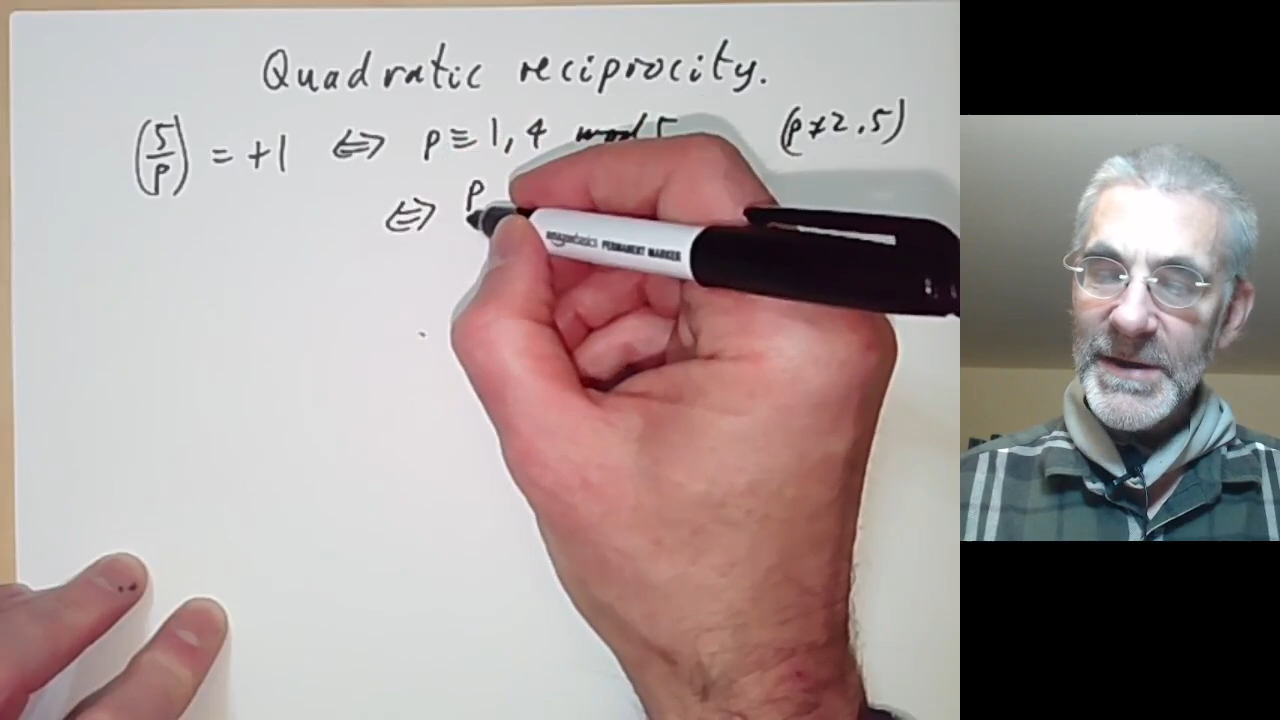 Quadratic reciprocity.
(5/p) = +1 ⇔ p ≡ 1, 4 mod 5 (p ≠ 2, 5)
⇔ p
amazonbasics PERMANENT MARKER